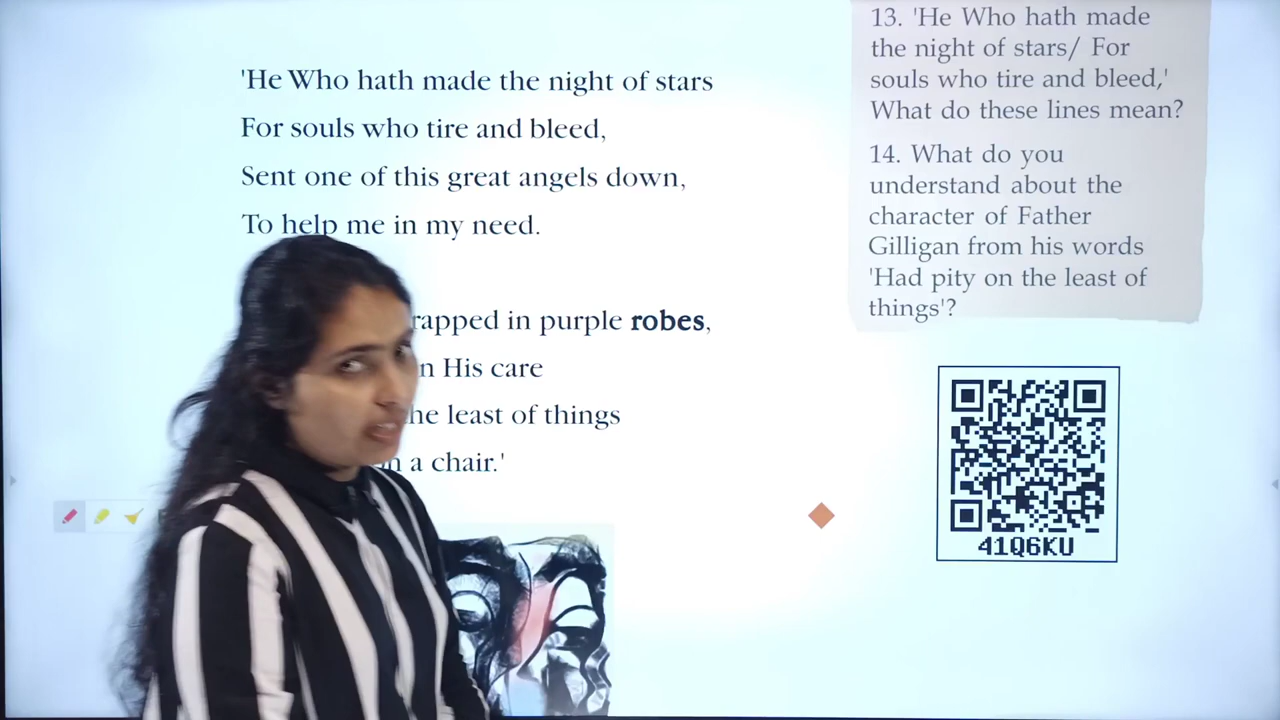 'He Who hath made the night of stars
For souls who tire and bleed,
Sent one of this great angels down,
To help me in my need.
rapped in purple robes,
n His care
he least of things
a chair.'
13. 'He Who hath made
the night of stars/ For
souls who tire and bleed,'
What do these lines mean?
14. What do you
understand about the
character of Father
Gilligan from his words
'Had pity on the least of
things'?
41Q6KU